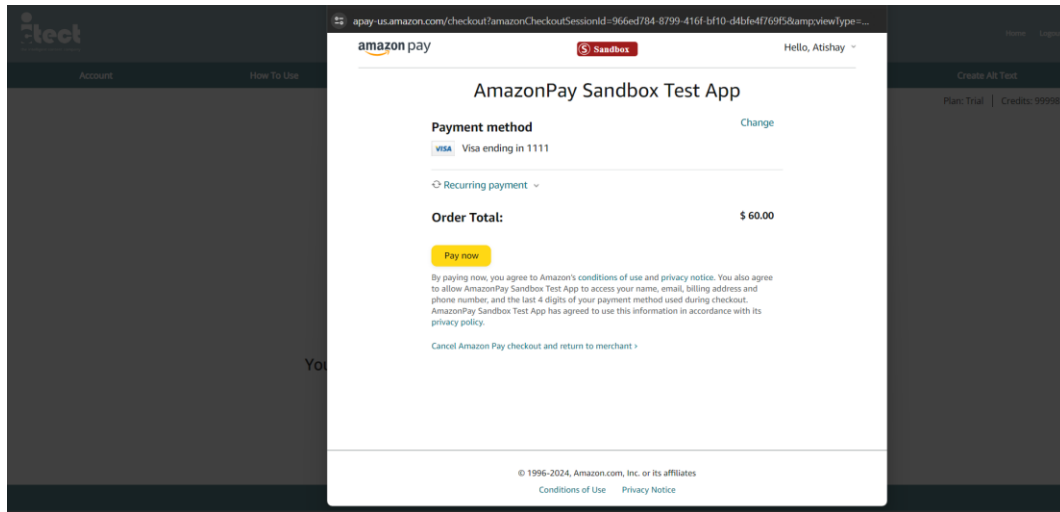 apay-us.amazon.com/checkout?amazonCheckoutSessionId=966ed784-8799-416f-bf10-d4bfe4f769f5&amp;viewType=...
itect
Home Logou
amazon pay
S Sandbox
Hello, Atishay
Account
How To Use
Create Alt Text
Plan: Trial | Credits: 99998
AmazonPay Sandbox Test App
Payment method
Change
VISA Visa ending in 1111
Recurring payment
Order Total:
$ 60.00
Pay now
By paying now, you agree to Amazon's conditions of use and privacy notice. You also agree
to allow AmazonPay Sandbox Test App to access your name, email, billing address and
phone number, and the last 4 digits of your payment method used during checkout.
AmazonPay Sandbox Test App has agreed to use this information in accordance with its
privacy policy.
Cancel Amazon Pay checkout and return to merchant ›
You
© 1996-2024, Amazon.com, Inc. or its affiliates
Conditions of Use Privacy Notice